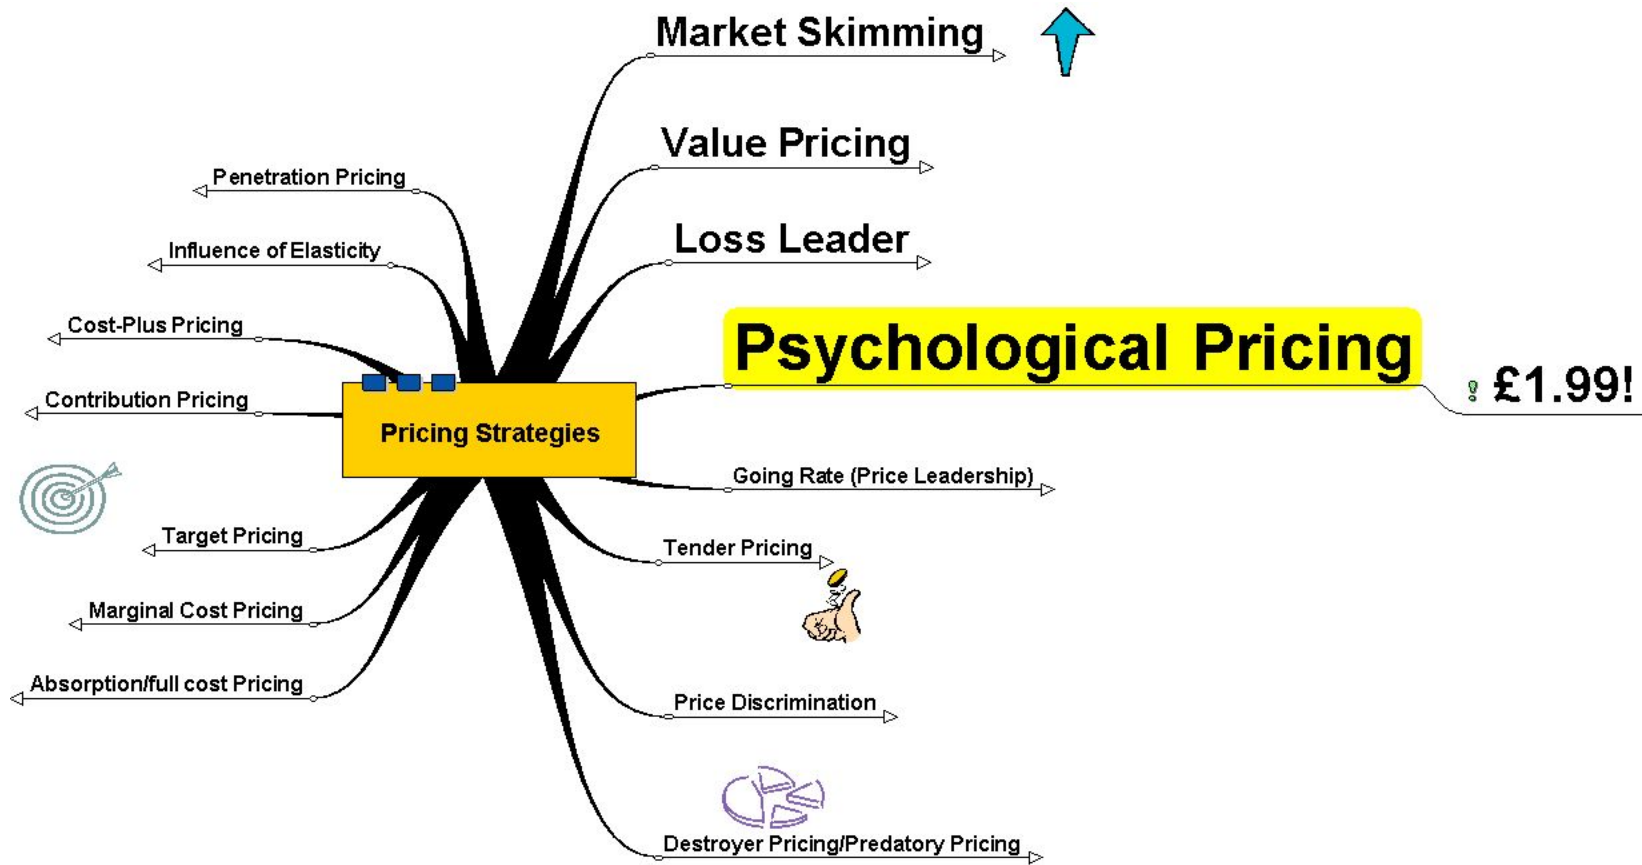 Market Skimming
Value Pricing
Penetration Pricing
Loss Leader
Influence of Elasticity
Psychological Pricing
Cost-Plus Pricing
£1.99!
Contribution Pricing
Pricing Strategies
Going Rate (Price Leadership)
Target Pricing
Tender Pricing
Marginal Cost Pricing
Absorption/full cost Pricing
Price Discrimination
Destroyer Pricing/Predatory Pricing